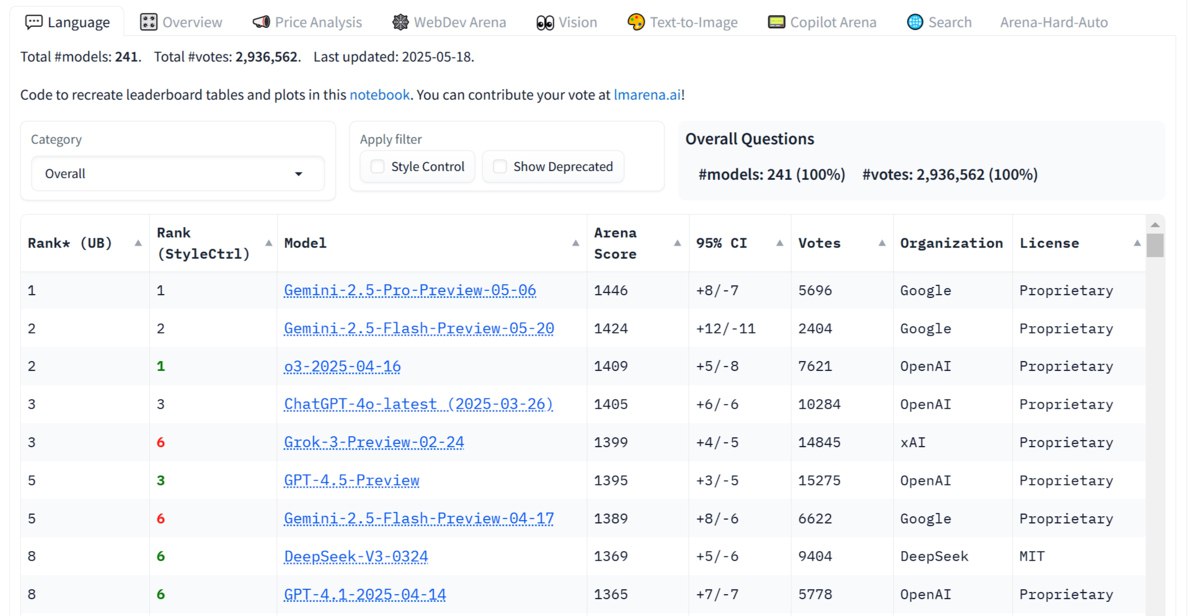 Language Overview Price Analysis WebDev Arena Vision Text-to-Image Copilot Arena Search Arena-Hard-Auto
Total #models: 241. Total #votes: 2,936,562. Last updated: 2025-05-18.
Code to recreate leaderboard tables and plots in this notebook. You can contribute your vote at lmarena.ai!
Category
Overall
Apply filter
Style Control Show Deprecated
Overall Questions
#models: 241 (100%) #votes: 2,936,562 (100%)
Rank* (UB) Rank (StyleCtrl) Model Arena Score 95% CI Votes Organization License
1 1 Gemini-2.5-Pro-Preview-05-06 1446 +8/-7 5696 Google Proprietary
2 2 Gemini-2.5-Flash-Preview-05-20 1424 +12/-11 2404 Google Proprietary
2 1 o3-2025-04-16 1409 +5/-8 7621 OpenAI Proprietary
3 3 ChatGPT-4o-latest (2025-03-26) 1405 +6/-6 10284 OpenAI Proprietary
3 6 Grok-3-Preview-02-24 1399 +4/-5 14845 xAI Proprietary
5 3 GPT-4.5-Preview 1395 +3/-5 15275 OpenAI Proprietary
5 6 Gemini-2.5-Flash-Preview-04-17 1389 +8/-6 6622 Google Proprietary
8 6 DeepSeek-V3-0324 1369 +5/-6 9404 DeepSeek MIT
8 6 GPT-4.1-2025-04-14 1365 +7/-7 5778 OpenAI Proprietary